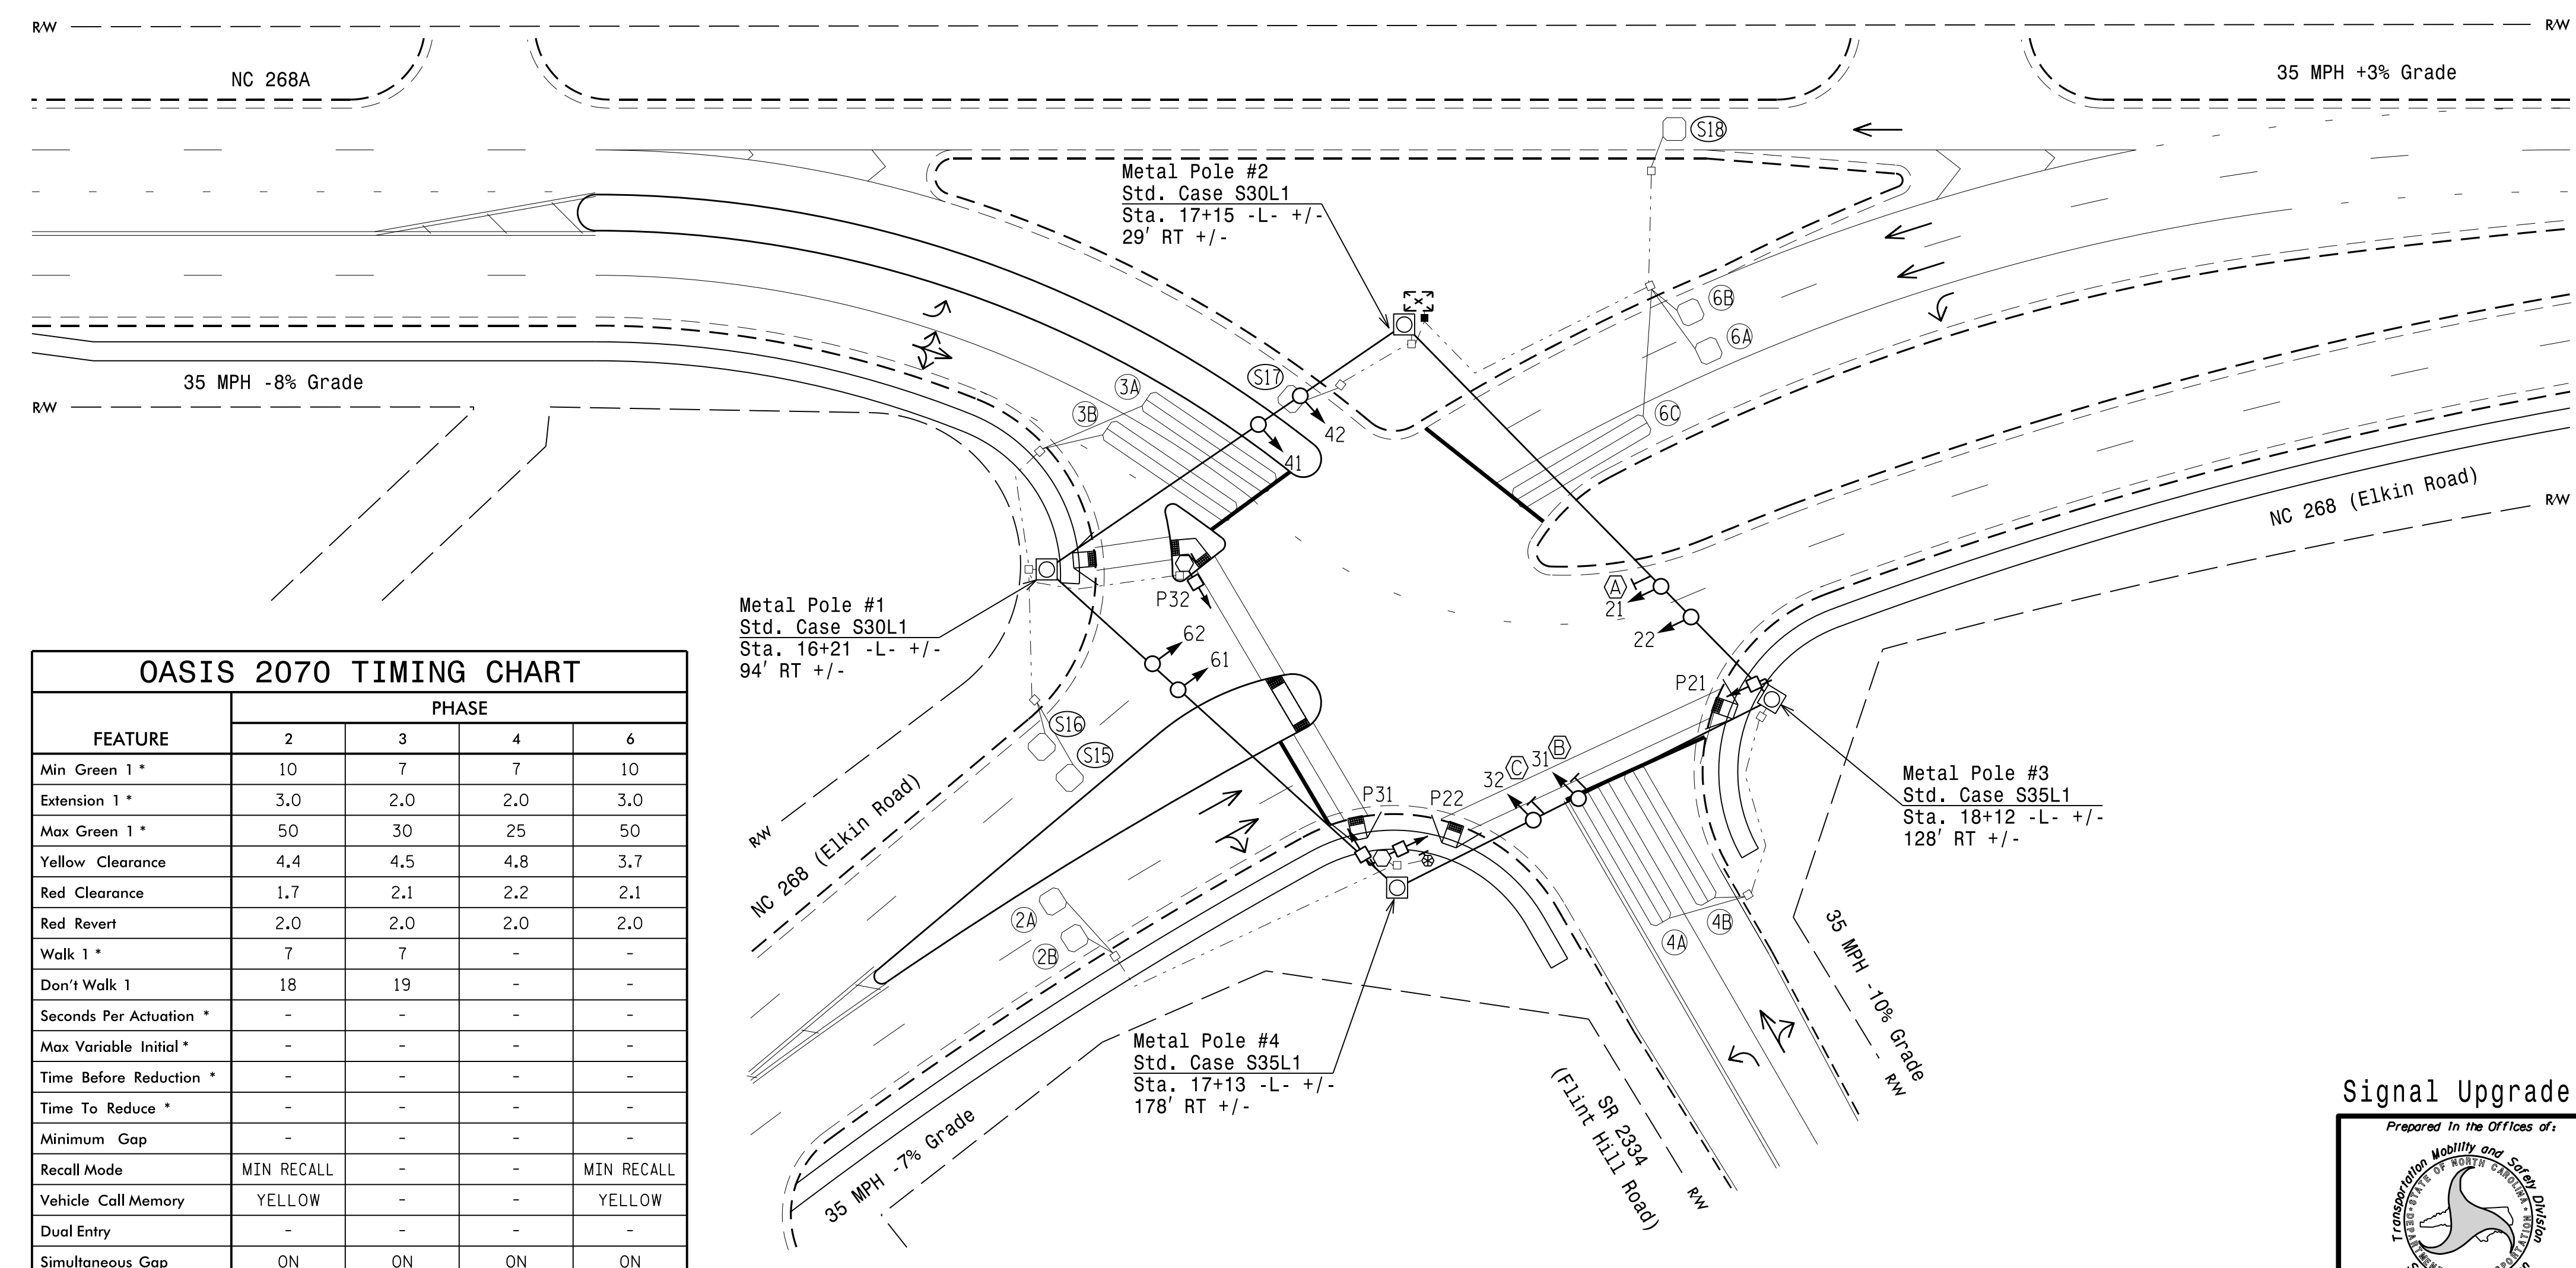 R/W
R/W
NC 268A
35 MPH +3% Grade
S18
Metal Pole #2
Std. Case S30L1
Sta. 17+15 -L- +/-
29' RT +/-
6B
6A
35 MPH -8% Grade
R/W
S17
3A
3B
42
41
6C
NC 268 (Elkin Road)
R/W
Metal Pole #1
Std. Case S30L1
Sta. 16+21 -L- +/-
94' RT +/-
P32
A
21
22
62
61
P21
S16
S15
R/W
NC 268 (Elkin Road)
32
C
31
B
P31
P22
Metal Pole #3
Std. Case S35L1
Sta. 18+12 -L- +/-
128' RT +/-
2A
2B
4A
4B
35 MPH -10% Grade
R/W
Metal Pole #4
Std. Case S35L1
Sta. 17+13 -L- +/-
178' RT +/-
35 MPH -7% Grade
SR 2334
(Flint Hill Road)
R/W
OASIS 2070 TIMING CHART
FEATURE PHASE
2 3 4 6
Min Green 1 * 10 7 7 10
Extension 1 * 3.0 2.0 2.0 3.0
Max Green 1 * 50 30 25 50
Yellow Clearance 4.4 4.5 4.8 3.7
Red Clearance 1.7 2.1 2.2 2.1
Red Revert 2.0 2.0 2.0 2.0
Walk 1 * 7 7 - -
Don't Walk 1 18 19 - -
Seconds Per Actuation * - - - -
Max Variable Initial * - - - -
Time Before Reduction * - - - -
Time To Reduce * - - - -
Minimum Gap - - - -
Recall Mode MIN RECALL - - MIN RECALL
Vehicle Call Memory YELLOW - - YELLOW
Dual Entry - - - -
Simultaneous Gap ON ON ON ON
Signal Upgrade
Prepared in the Offices of:
Transportation Mobility and Safety Division
STATE OF NORTH CAROLINA